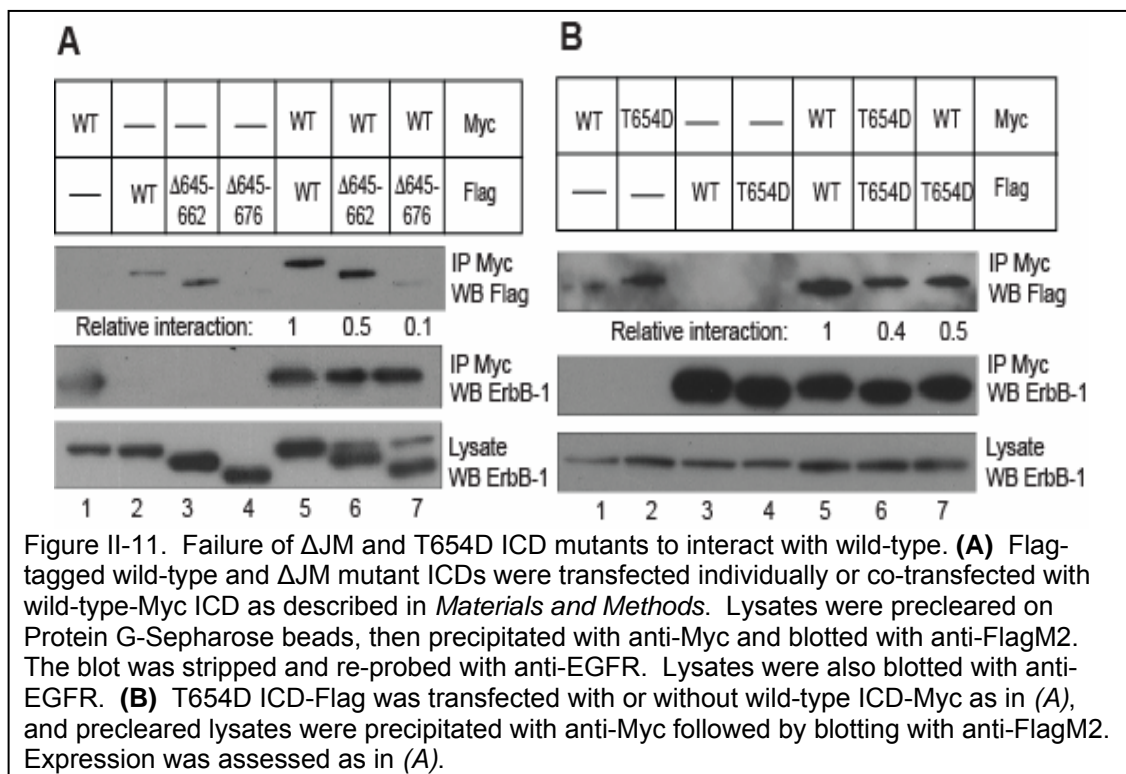 A
WT — — — WT WT WT Myc
— WT Δ645-662 Δ645-676 WT Δ645-662 Δ645-676 Flag
IP Myc
WB Flag
Relative interaction: 1 0.5 0.1
IP Myc
WB ErbB-1
Lysate
WB ErbB-1
1 2 3 4 5 6 7
B
WT T654D — — WT T654D WT Myc
— — WT T654D WT T654D T654D Flag
IP Myc
WB Flag
Relative interaction: 1 0.4 0.5
IP Myc
WB ErbB-1
Lysate
WB ErbB-1
1 2 3 4 5 6 7
Figure II-11. Failure of ΔJM and T654D ICD mutants to interact with wild-type. (A) Flag-
tagged wild-type and ΔJM mutant ICDs were transfected individually or co-transfected with
wild-type-Myc ICD as described in Materials and Methods. Lysates were precleared on
Protein G-Sepharose beads, then precipitated with anti-Myc and blotted with anti-FlagM2.
The blot was stripped and re-probed with anti-EGFR. Lysates were also blotted with anti-
EGFR. (B) T654D ICD-Flag was transfected with or without wild-type ICD-Myc as in (A),
and precleared lysates were precipitated with anti-Myc followed by blotting with anti-FlagM2.
Expression was assessed as in (A).